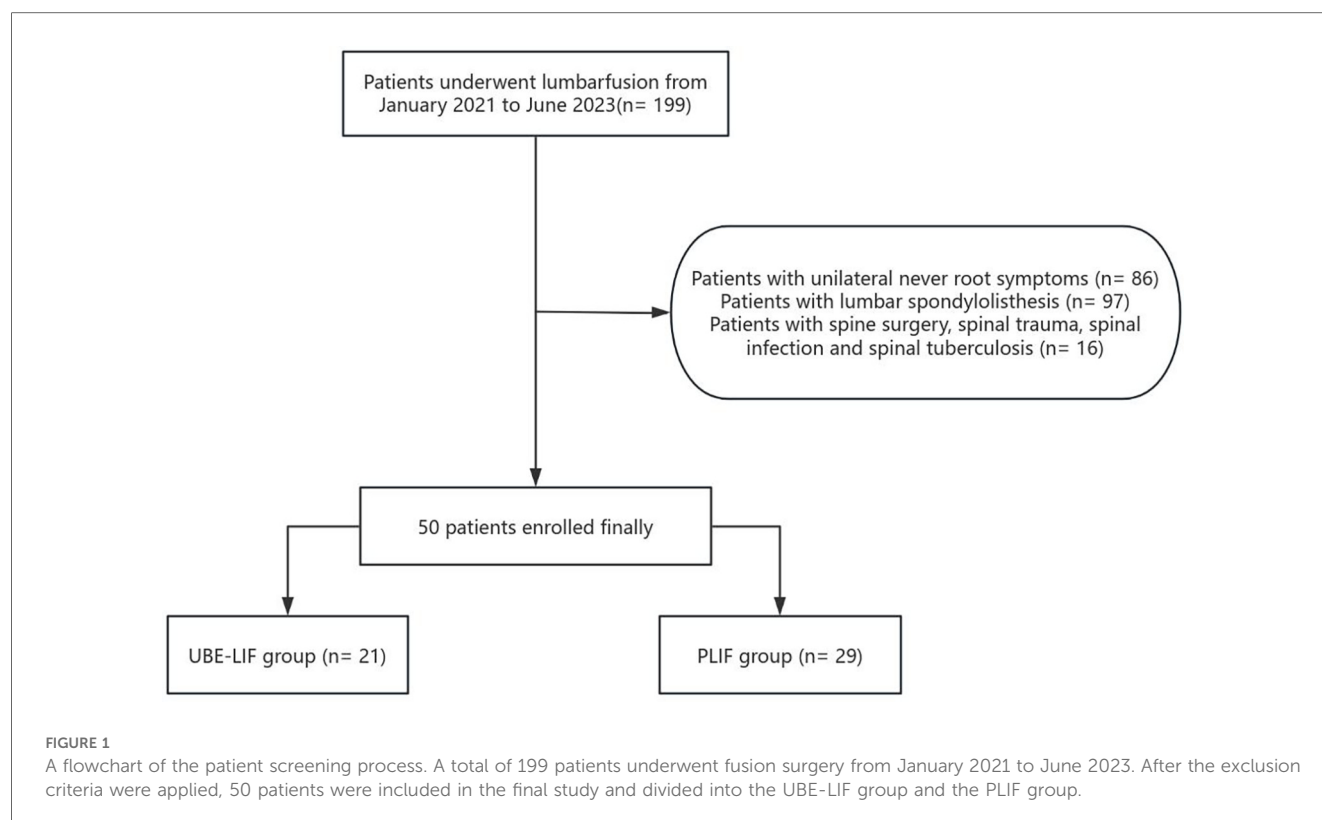 Patients underwent lumbarfusion from
January 2021 to June 2023(n= 199)
Patients with unilateral never root symptoms (n= 86)
Patients with lumbar spondylolisthesis (n= 97)
Patients with spine surgery, spinal trauma, spinal
infection and spinal tuberculosis (n= 16)
50 patients enrolled finally
UBE-LIF group (n= 21)
PLIF group (n= 29)
FIGURE 1
A flowchart of the patient screening process. A total of 199 patients underwent fusion surgery from January 2021 to June 2023. After the exclusion
criteria were applied, 50 patients were included in the final study and divided into the UBE-LIF group and the PLIF group.